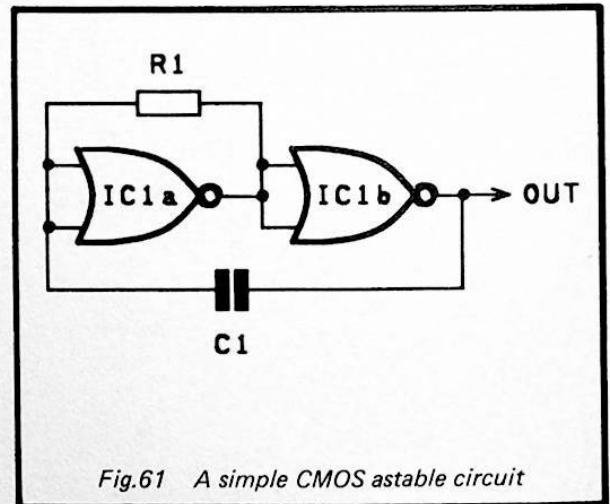 R1
IC1a
IC1b
OUT
C1
Fig.61 A simple CMOS astable circuit